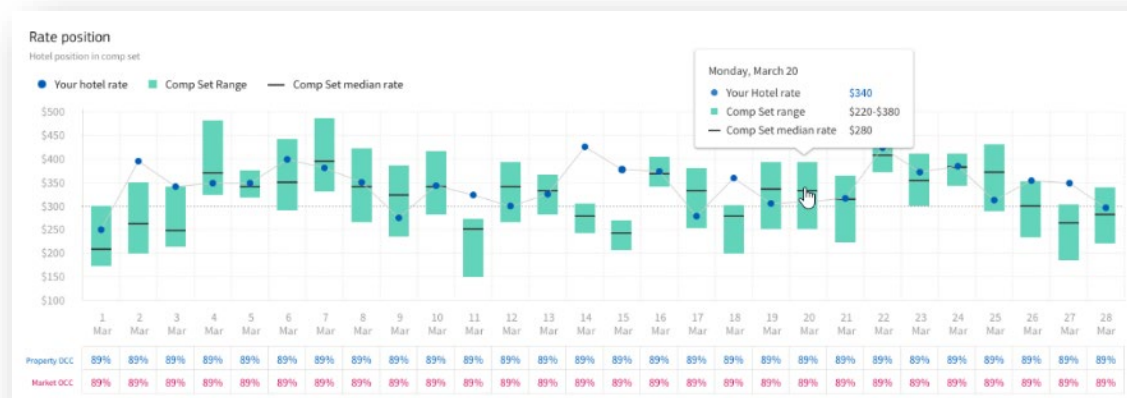 Rate position
Hotel position in comp set
Your hotel rate Comp Set Range Comp Set median rate
Monday, March 20
Your Hotel rate $340
Comp Set range $220-$380
Comp Set median rate $280
$500
$450
$400
$350
$300
$250
$200
$150
$100
1 2 3 4 5 6 7 8 9 10 11 12 13 14 15 16 17 18 19 20 21 22 23 24 25 26 27 28
Mar Mar Mar Mar Mar Mar Mar Mar Mar Mar Mar Mar Mar Mar Mar Mar Mar Mar Mar Mar Mar Mar Mar Mar Mar Mar Mar Mar
Property OCC 89% 89% 89% 89% 89% 89% 89% 89% 89% 89% 89% 89% 89% 89% 89% 89% 89% 89% 89% 89% 89% 89% 89% 89% 89% 89% 89% 89%
Market OCC 89% 89% 89% 89% 89% 89% 89% 89% 89% 89% 89% 89% 89% 89% 89% 89% 89% 89% 89% 89% 89% 89% 89% 89% 89% 89% 89% 89%